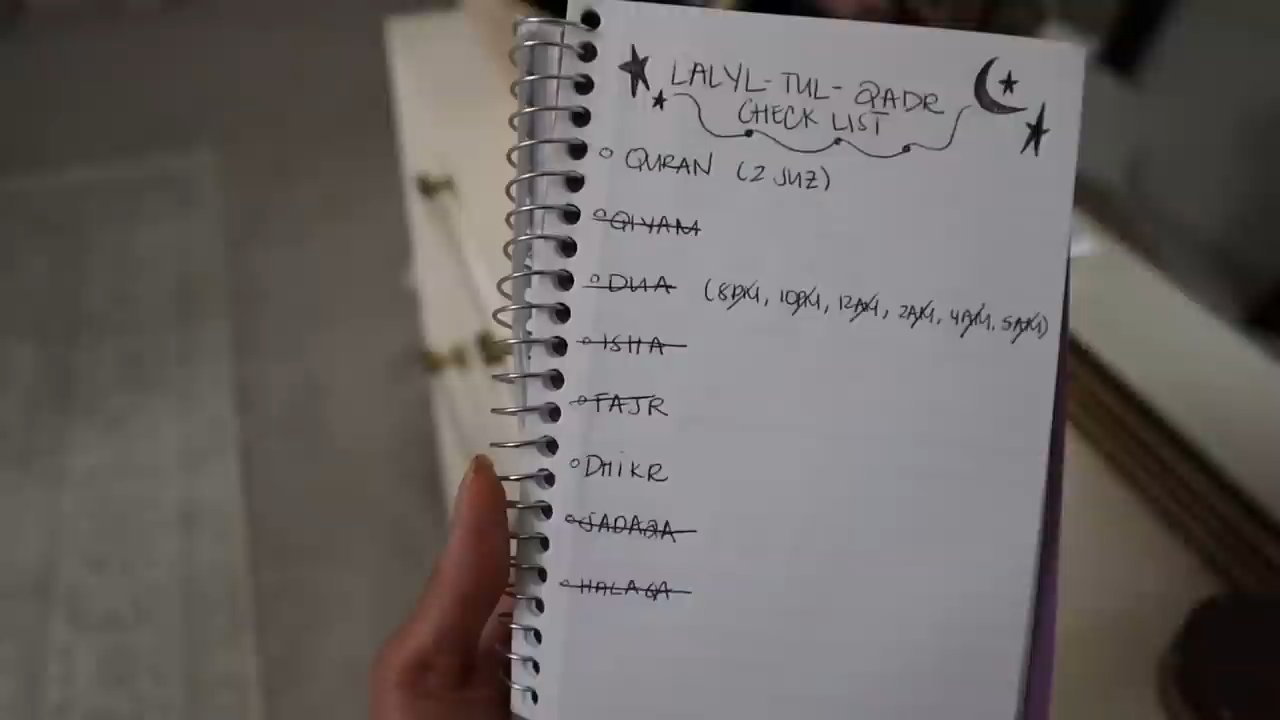 LALYL-TUL-QADR
CHECK LIST
QURAN (2 JUZ)
QIYAM
DUA (8PM, 10PM, 12AM, 2AM, 4AM, 5AM)
ISHA
FAJR
DHiKR
SADAQA
HALAQA